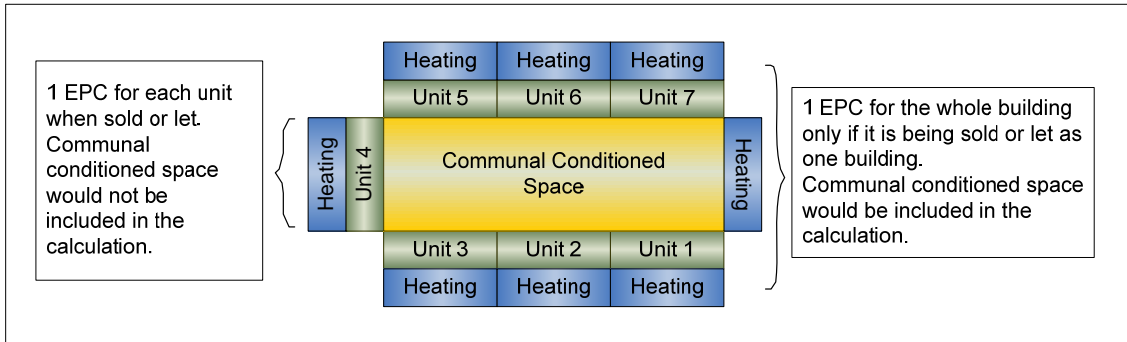 1 EPC for each unit
when sold or let.
Communal
conditioned space
would not be
included in the
calculation.
Heating Heating Heating
Unit 5 Unit 6 Unit 7
Heating
Unit 4
Communal Conditioned
Space
Heating
Unit 3 Unit 2 Unit 1
Heating Heating Heating
1 EPC for the whole building
only if it is being sold or let as
one building.
Communal conditioned space
would be included in the
calculation.